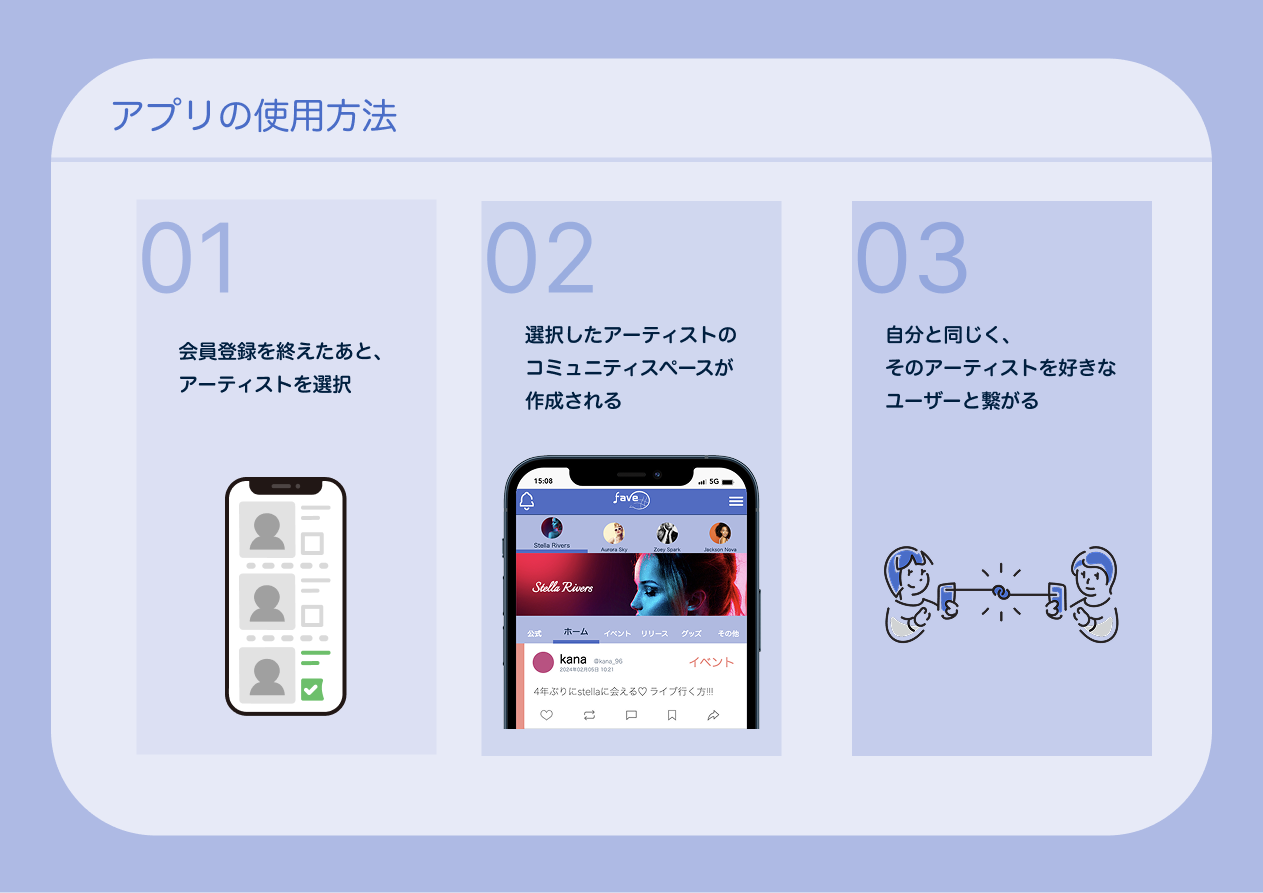 アプリの使用方法
01
会員登録を終えたあと、
アーティストを選択
02
選択したアーティストの
コミュニティスペースが
作成される
15:08
5G
fave
Stella Rivers
Aurora Sky
Zoey Spark
Jackson Nova
Stella Rivers
公式 ホーム イベント リリース グッズ その他
kana @kana_96
イベント
2024年02月05日 10:21
4年ぶりにstellaに会える♡ ライブ行く方!!!
03
自分と同じく、
そのアーティストを好きな
ユーザーと繋がる